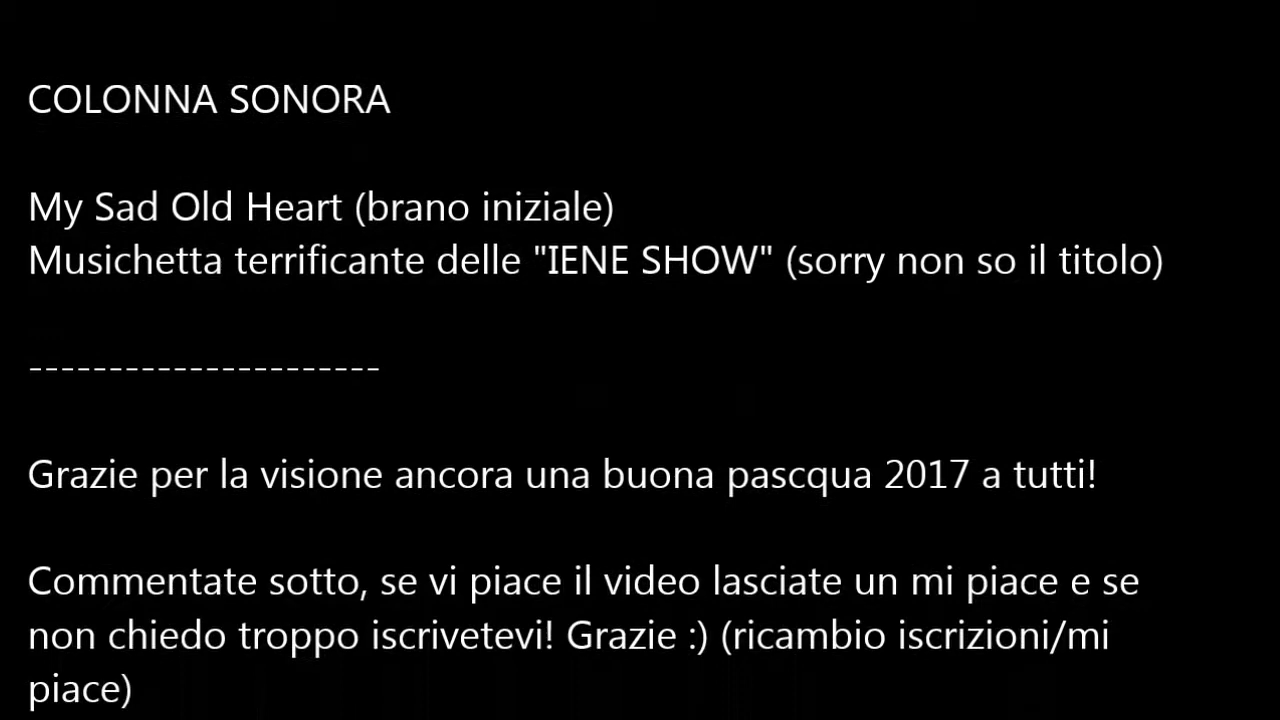 COLONNA SONORA
My Sad Old Heart (brano iniziale)
Musichetta terrificante delle "IENE SHOW" (sorry non so il titolo)
----------------------
Grazie per la visione ancora una buona pascqua 2017 a tutti!
Commentate sotto, se vi piace il video lasciate un mi piace e se
non chiedo troppo iscrivetevi! Grazie :) (ricambio iscrizioni/mi
piace)